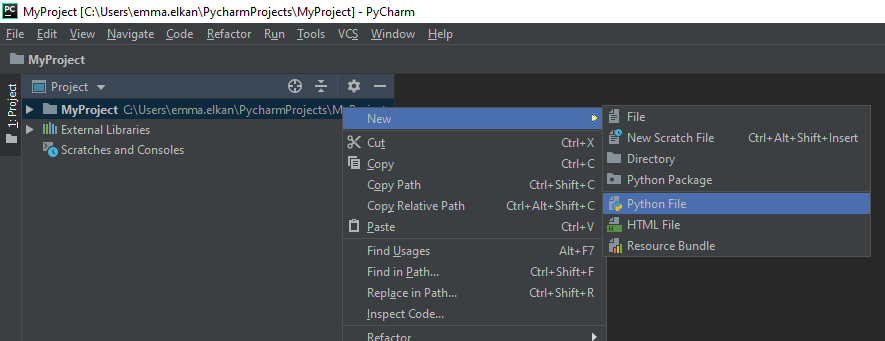 PC MyProject [C:\Users\emma.elkan\PycharmProjects\MyProject] - PyCharm
File Edit View Navigate Code Refactor Run Tools VCS Window Help
MyProject
1: Project
Project
MyProject C:\Users\emma.elkan\PycharmProjects\MyProject
External Libraries
Scratches and Consoles
New
Cut Ctrl+X
Copy Ctrl+C
Copy Path Ctrl+Shift+C
Copy Relative Path Ctrl+Alt+Shift+C
Paste Ctrl+V
Find Usages Alt+F7
Find in Path... Ctrl+Shift+F
Replace in Path... Ctrl+Shift+R
Inspect Code...
Refactor
File
New Scratch File Ctrl+Alt+Shift+Insert
Directory
Python Package
Python File
HTML File
Resource Bundle